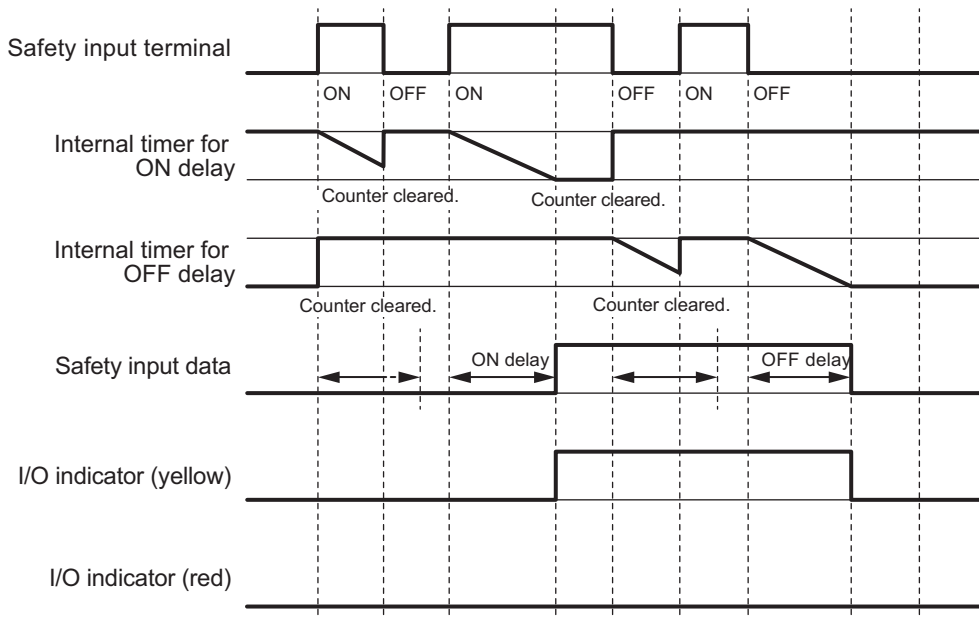 Safety input terminal
ON OFF ON OFF ON OFF
Internal timer for
ON delay
Counter cleared. Counter cleared.
Internal timer for
OFF delay
Counter cleared. Counter cleared.
Safety input data
ON delay OFF delay
I/O indicator (yellow)
I/O indicator (red)